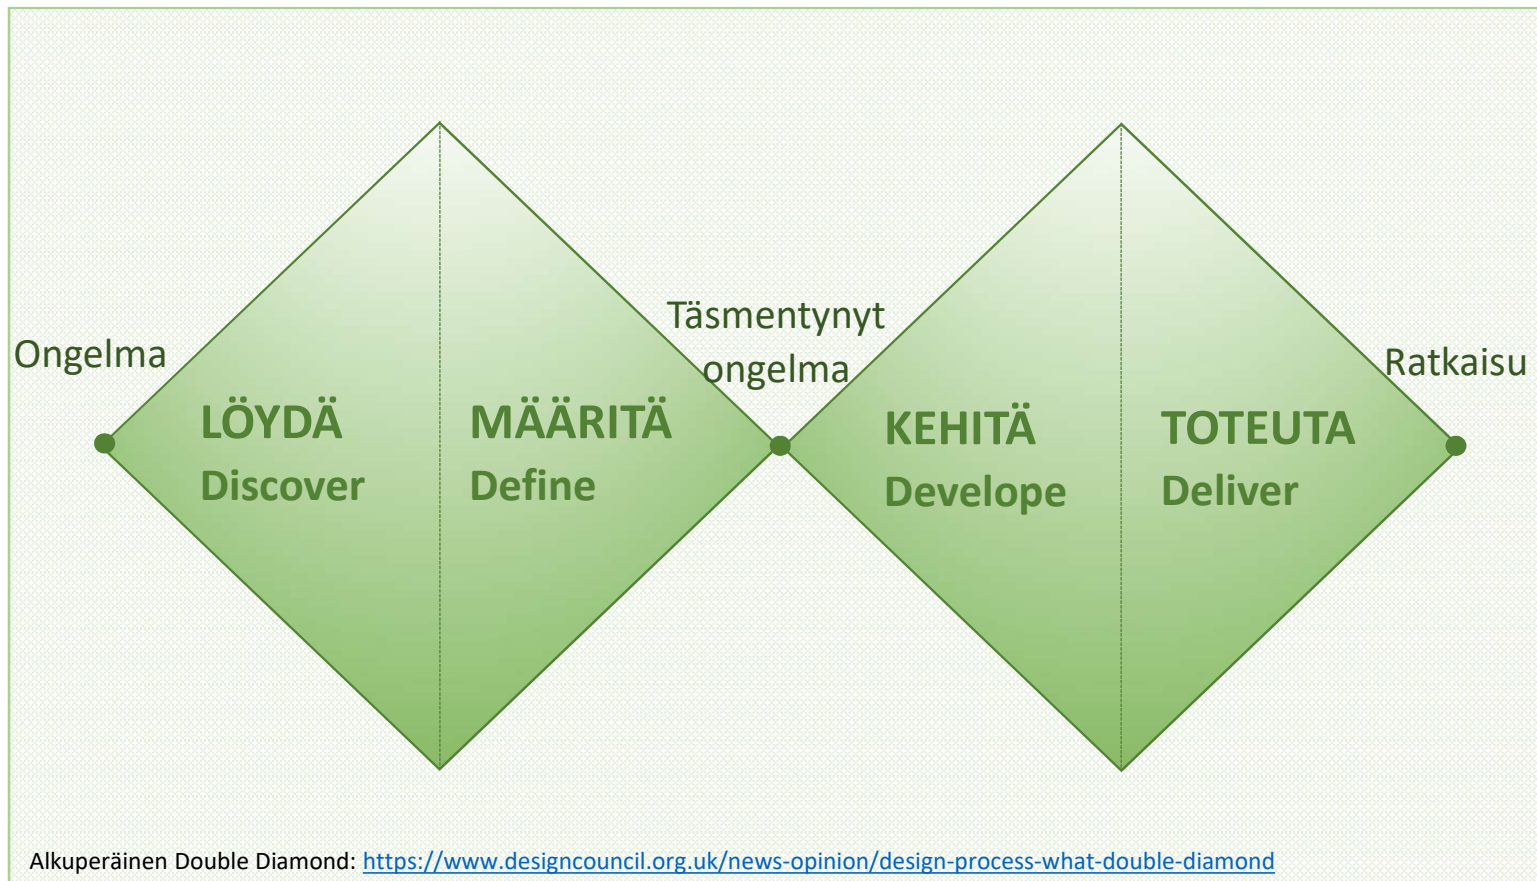 Ongelma
LÖYDÄ
Discover
MÄÄRITÄ
Define
Täsmentynyt
ongelma
KEHITÄ
Develope
TOTEUTA
Deliver
Ratkaisu
Alkuperäinen Double Diamond: https://www.designcouncil.org.uk/news-opinion/design-process-what-double-diamond